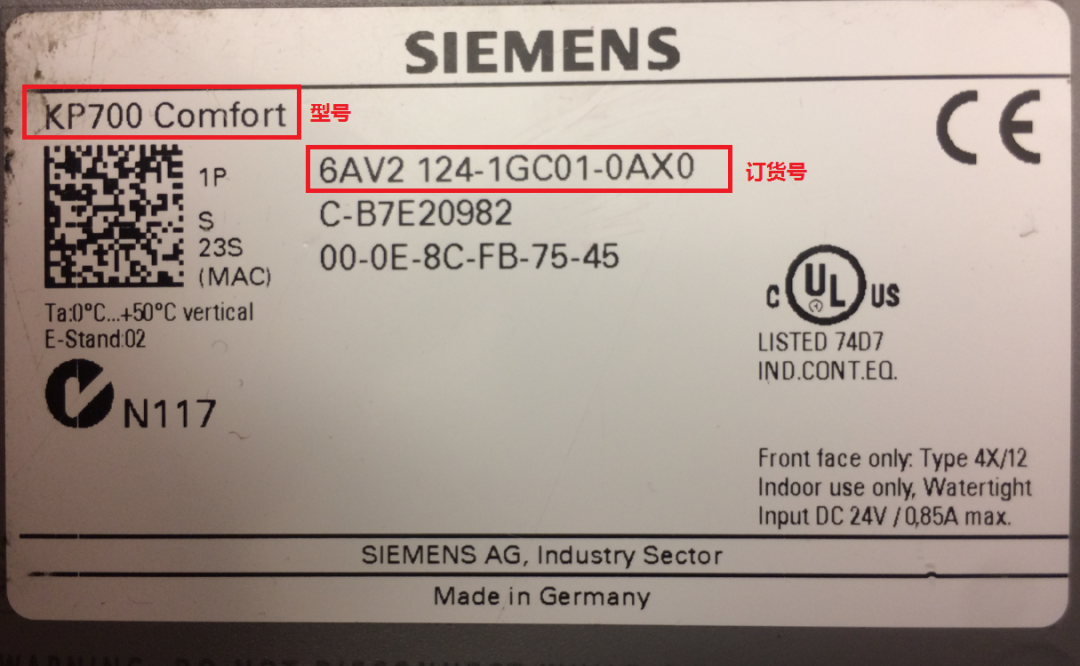 SIEMENS
KP700 Comfort 型号
1P 6AV2 124-1GC01-0AX0 订货号
S C-B7E20982
23S 00-0E-8C-FB-75-45
(MAC)
Ta:0°C...+50°C vertical
E-Stand:02
N117
CE
C UL US
LISTED 74D7
IND.CONT.EQ.
Front face only: Type 4X/12
Indoor use only, Watertight
Input DC 24V / 0,85A max.
SIEMENS AG, Industry Sector
Made in Germany